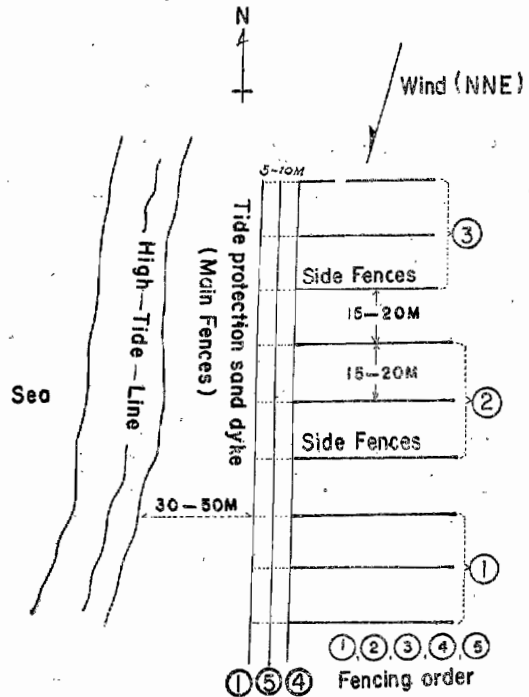 N
Wind (NNE)
5-10M
Tide protection sand dyke
(Main Fences)
High-Tide-Line
Sea
③
Side Fences
15-20M
15-20M
②
Side Fences
30-50M
①
①,②,③,④,⑤
①⑤④ Fencing order